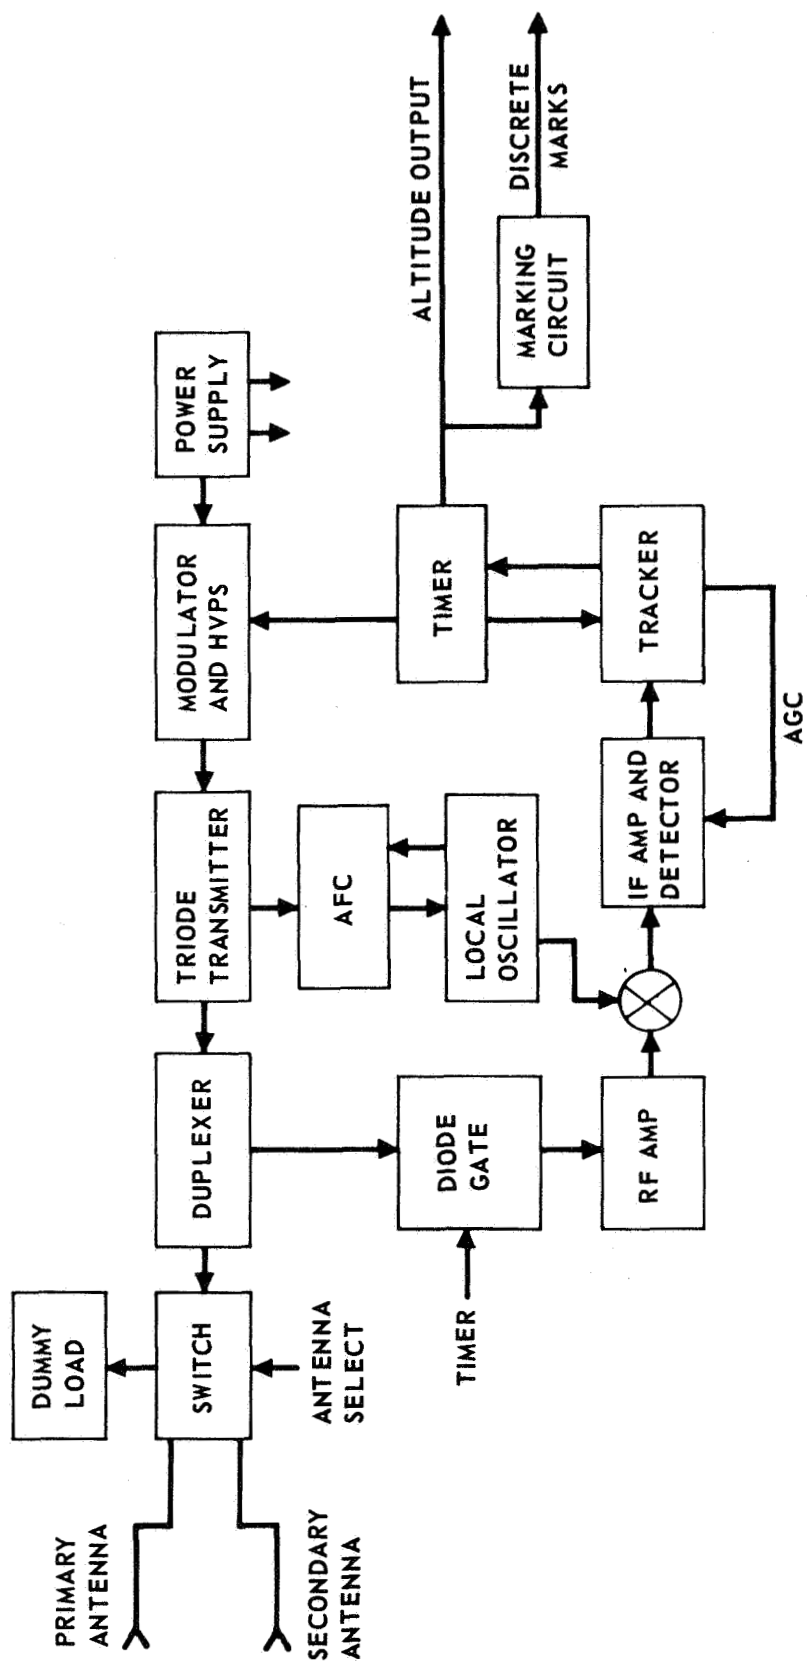 PRIMARY
ANTENNA
SECONDARY
ANTENNA
DUMMY
LOAD
SWITCH
ANTENNA
SELECT
DUPLEXER
TRIODE
TRANSMITTER
MODULATOR
AND HVPS
POWER
SUPPLY
AFC
LOCAL
OSCILLATOR
TIMER
DIODE
GATE
TIMER
ALTITUDE OUTPUT
MARKING
CIRCUIT
DISCRETE
MARKS
RF AMP
IF AMP AND
DETECTOR
TRACKER
AGC